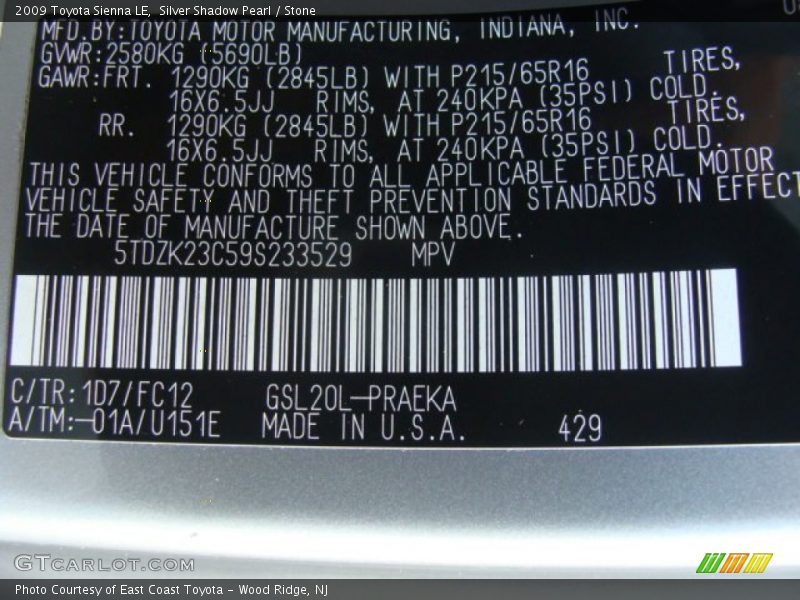 2009 Toyota Sienna LE, Silver Shadow Pearl / Stone
MFD.BY:TOYOTA MOTOR MANUFACTURING, INDIANA, INC.
GVWR:2580KG (5690LB)
GAWR:FRT. 1290KG (2845LB) WITH P215/65R16 TIRES,
16X6.5JJ RIMS, AT 240KPA (35PSI) COLD.
RR. 1290KG (2845LB) WITH P215/65R16 TIRES,
16X6.5JJ RIMS, AT 240KPA (35PSI) COLD.
THIS VEHICLE CONFORMS TO ALL APPLICABLE FEDERAL MOTOR
VEHICLE SAFETY AND THEFT PREVENTION STANDARDS IN EFFECT
THE DATE OF MANUFACTURE SHOWN ABOVE.
5TDZK23C59S233529 MPV
C/TR:1D7/FC12 GSL20L-PRAEKA
A/TM:-01A/U151E MADE IN U.S.A. 429
GTCARLOT.COM
Photo Courtesy of East Coast Toyota - Wood Ridge, NJ